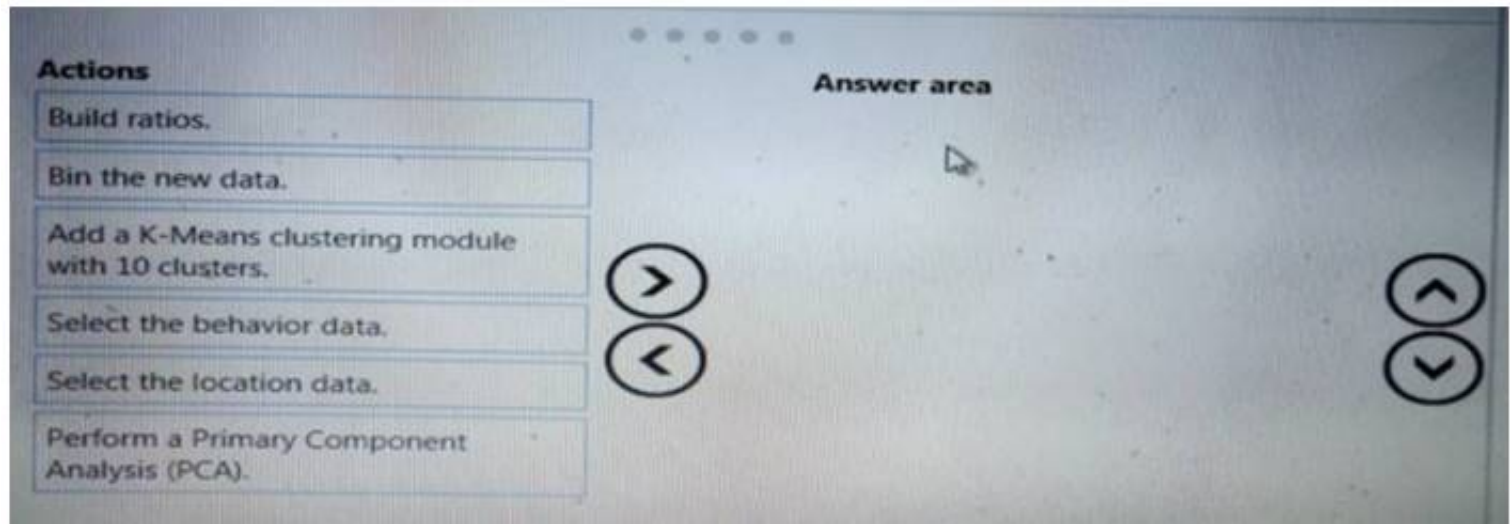 Actions
Answer area
Build ratios.
Bin the new data.
Add a K-Means clustering module
with 10 clusters.
Select the behavior data.
Select the location data.
Perform a Primary Component
Analysis (PCA).